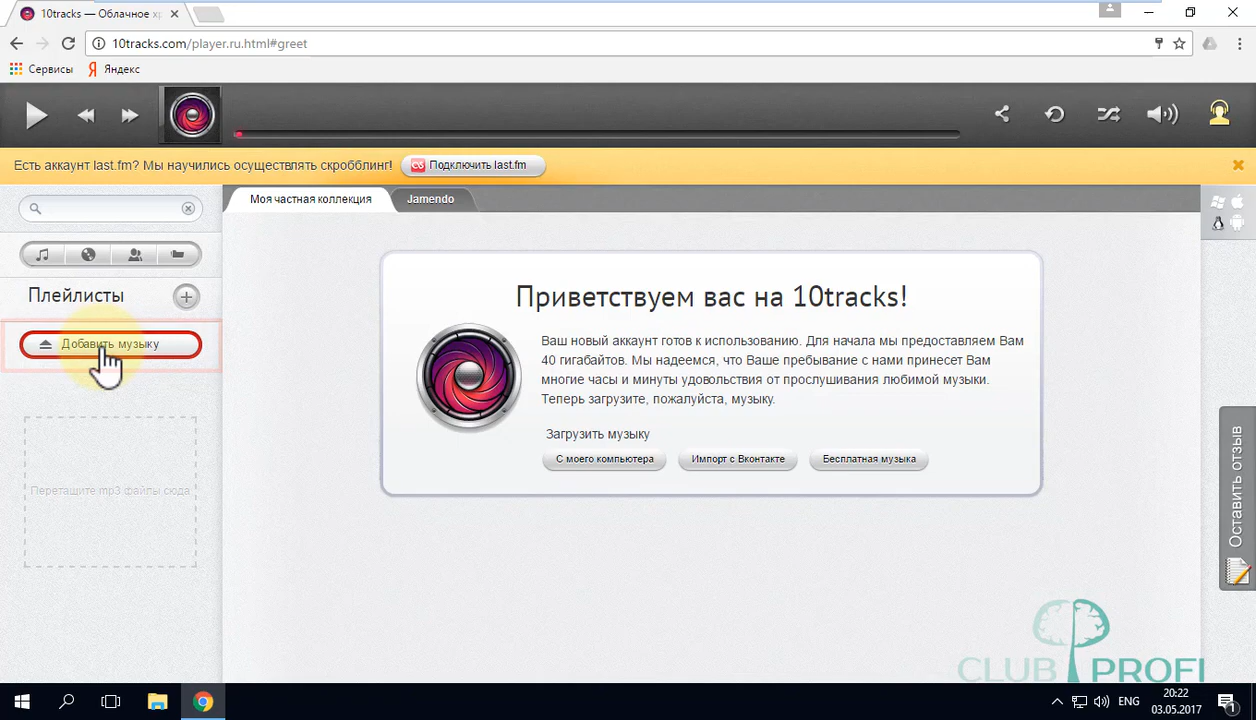 10tracks — Облачное хр
10tracks.com/player.ru.html#greet
Сервисы
Яндекс
Есть аккаунт last.fm? Мы научились осуществлять скробблинг!
Подключить last.fm
Моя частная коллекция
Jamendo
Плейлисты
Добавить музыку
Перетащите mp3 файлы сюда
Приветствуем вас на 10tracks!
Ваш новый аккаунт готов к использованию. Для начала мы предоставляем Вам
40 гигабайтов. Мы надеемся, что Ваше пребывание с нами принесет Вам
многие часы и минуты удовольствия от прослушивания любимой музыки.
Теперь загрузите, пожалуйста, музыку.
Загрузить музыку
С моего компьютера
Импорт с Вконтакте
Бесплатная музыка
Оставить отзыв
CLUB PROFI
ENG
20:22
03.05.2017
1